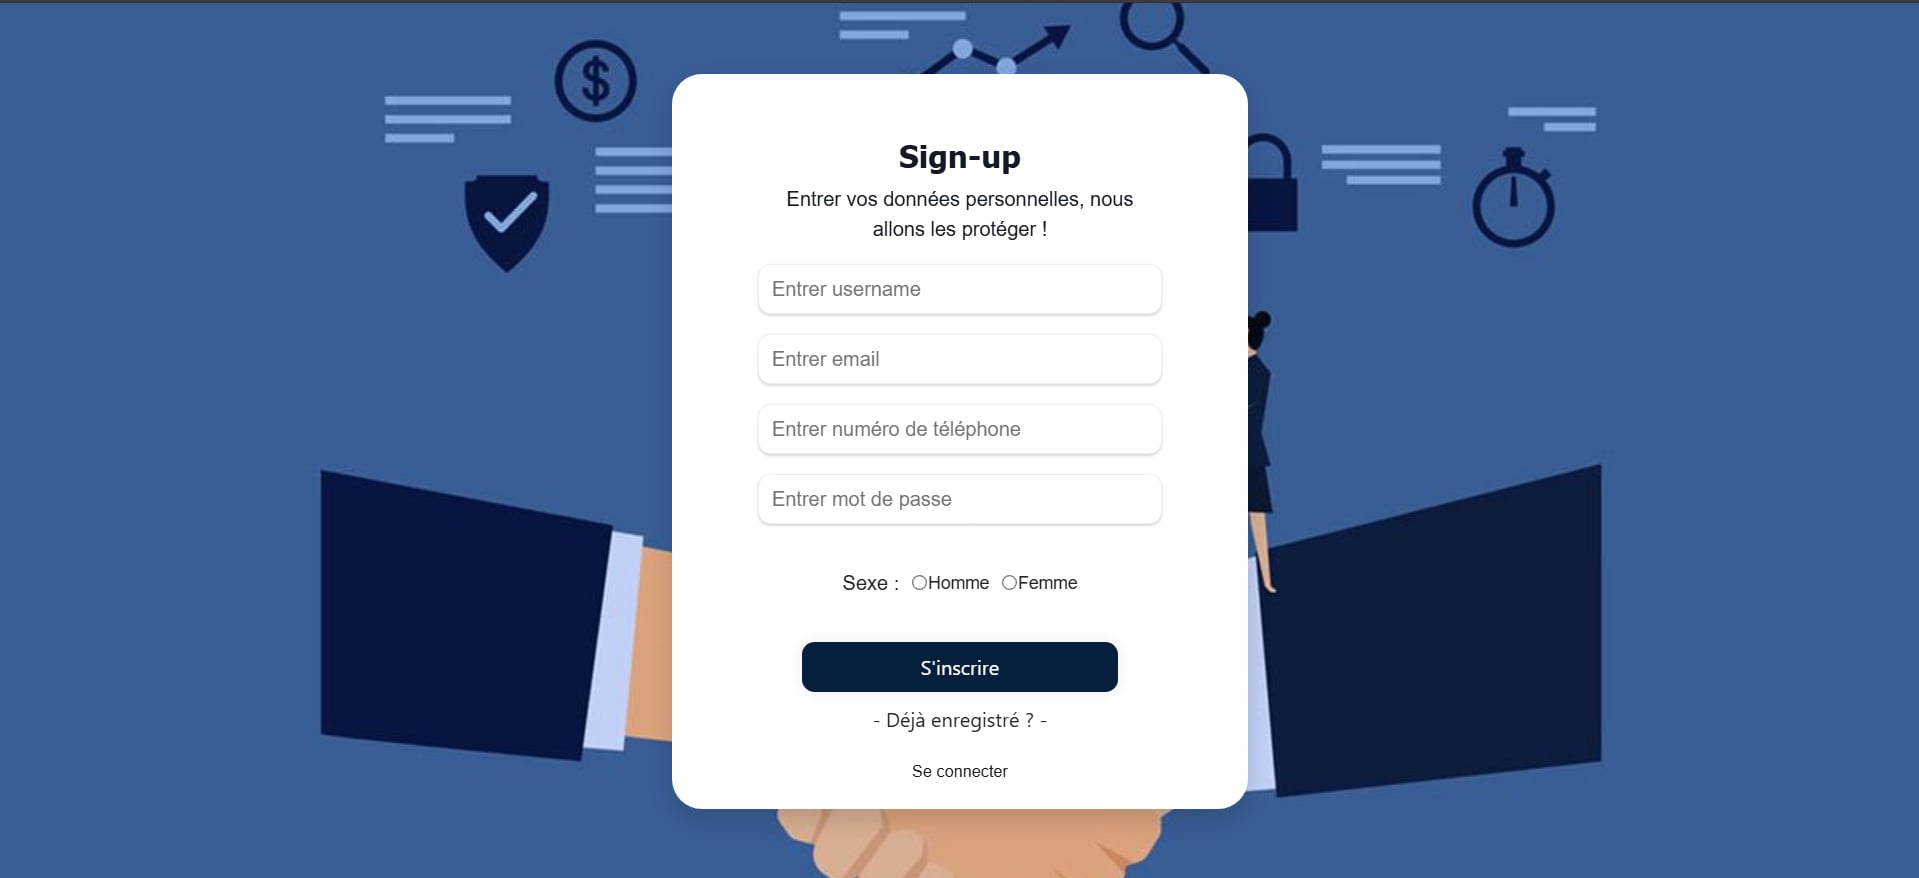 $
Sign-up
Entrer vos données personnelles, nous
allons les protéger !
Entrer username
Entrer email
Entrer numéro de téléphone
Entrer mot de passe
Sexe : Homme Femme
S'inscrire
- Déjà enregistré ? -
Se connecter